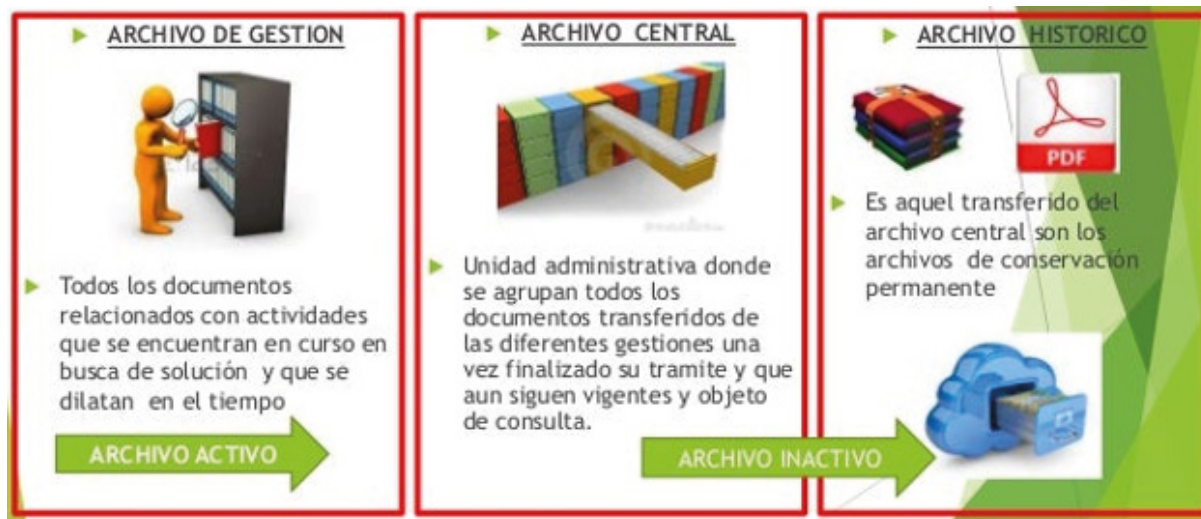 ARCHIVO DE GESTION
Todos los documentos
relacionados con actividades
que se encuentran en curso en
busca de solución y que se
dilatan en el tiempo
ARCHIVO ACTIVO
ARCHIVO CENTRAL
Unidad administrativa donde
se agrupan todos los
documentos transferidos de
las diferentes gestiones una
vez finalizado su tramite y que
aun siguen vigentes y objeto
de consulta.
ARCHIVO INACTIVO
ARCHIVO HISTORICO
PDF
Es aquel transferido del
archivo central son los
archivos de conservación
permanente